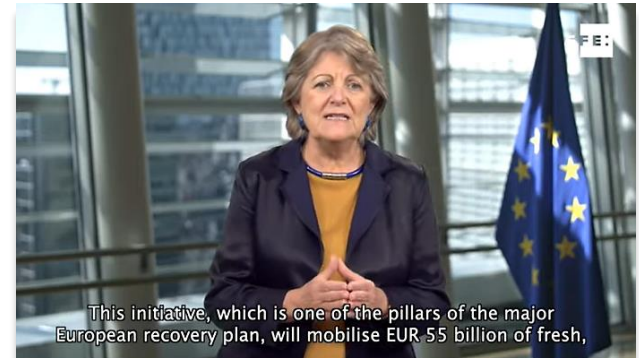 FE:
This initiative, which is one of the pillars of the major
European recovery plan, will mobilise EUR 55 billion of fresh,